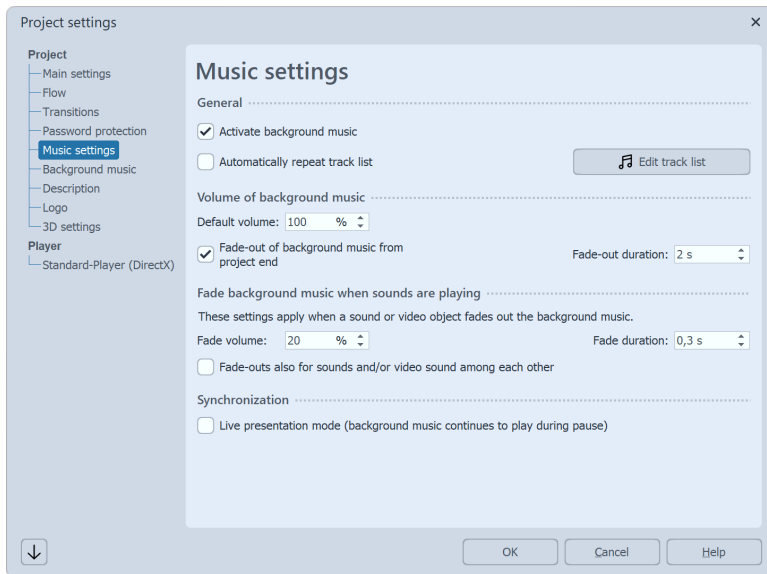 Project settings
Project
Main settings
Flow
Transitions
Password protection
Music settings
Background music
Description
Logo
3D settings
Player
Standard-Player (DirectX)
Music settings
General
Activate background music
Automatically repeat track list
Edit track list
Volume of background music
Default volume: 100 %
Fade-out of background music from
project end
Fade-out duration: 2 s
Fade background music when sounds are playing
These settings apply when a sound or video object fades out the background music.
Fade volume: 20 % Fade duration: 0,3 s
Fade-outs also for sounds and/or video sound among each other
Synchronization
Live presentation mode (background music continues to play during pause)
OK Cancel Help